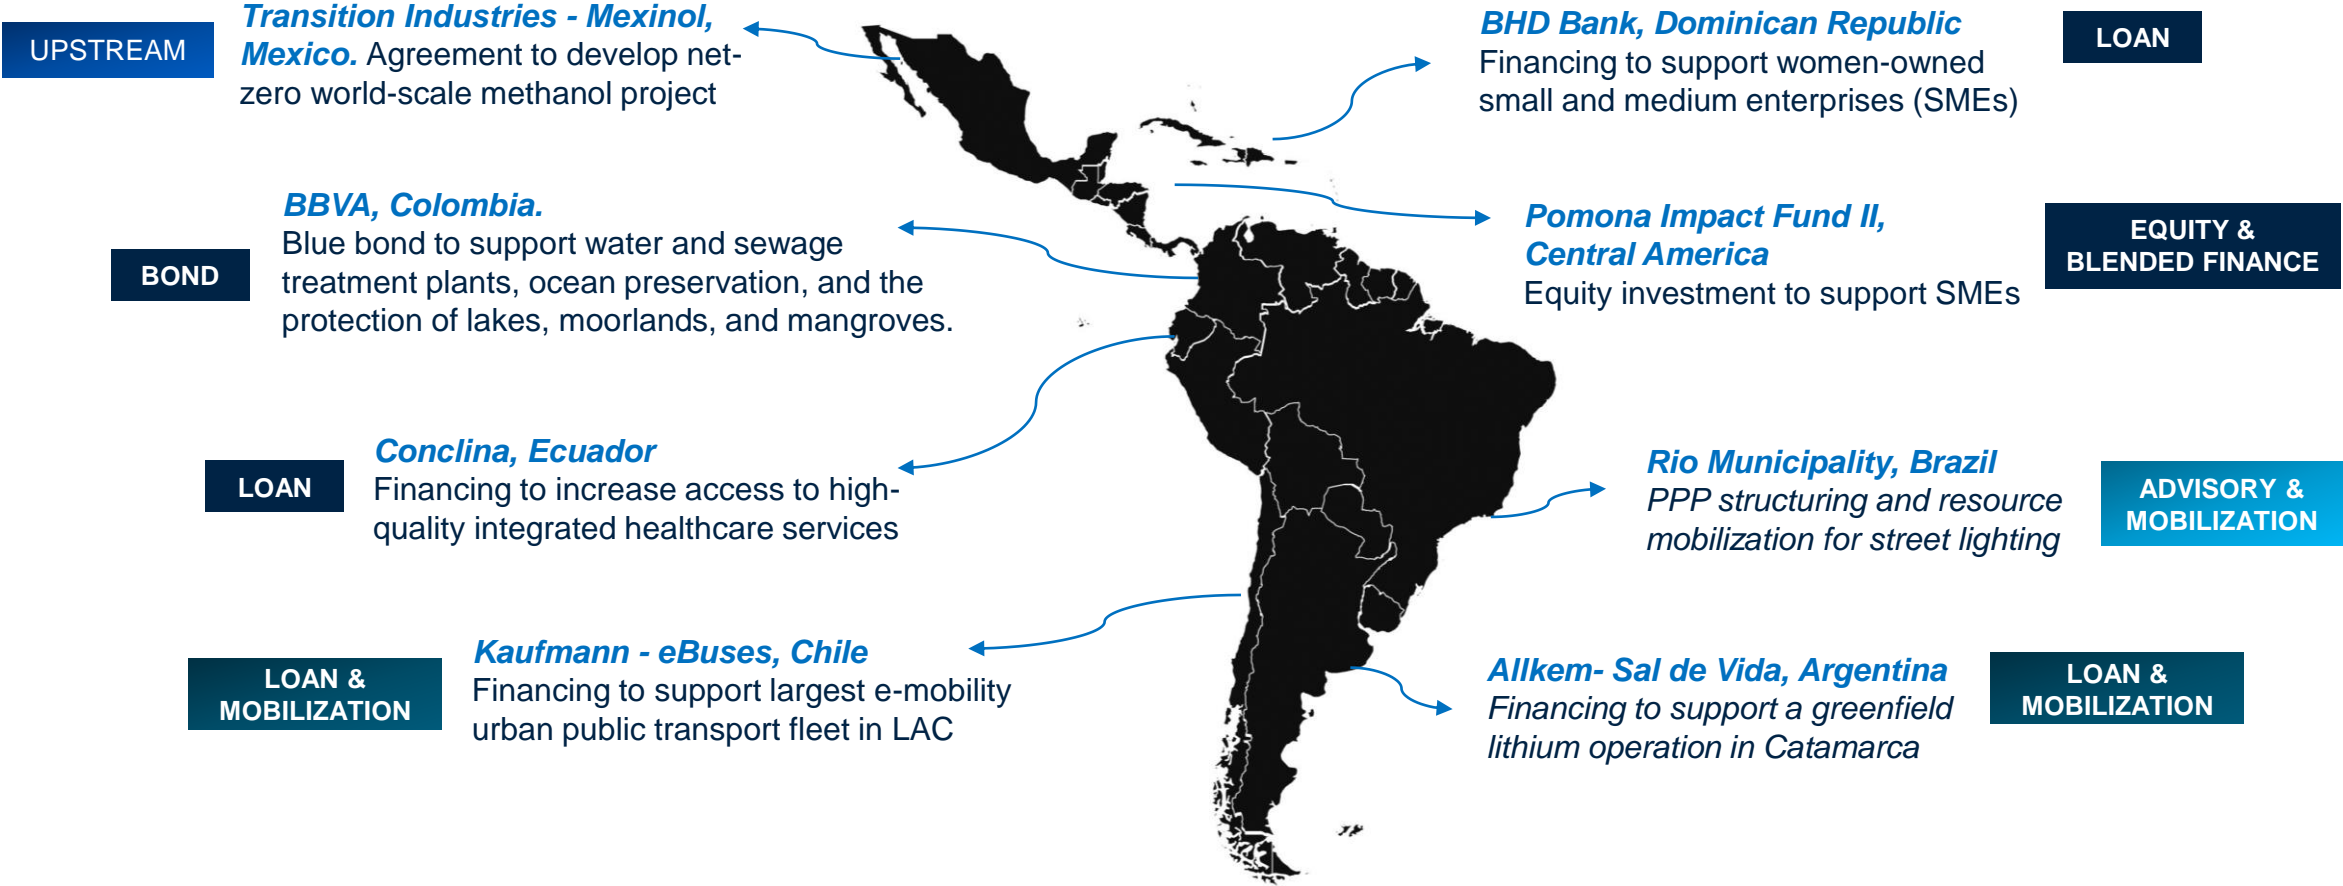 UPSTREAM
Transition Industries - Mexinol,
Mexico. Agreement to develop net-
zero world-scale methanol project
BHD Bank, Dominican Republic
Financing to support women-owned
small and medium enterprises (SMEs)
LOAN
BOND
BBVA, Colombia.
Blue bond to support water and sewage
treatment plants, ocean preservation, and the
protection of lakes, moorlands, and mangroves.
Pomona Impact Fund II,
Central America
Equity investment to support SMEs
EQUITY &
BLENDED FINANCE
LOAN
Conclina, Ecuador
Financing to increase access to high-
quality integrated healthcare services
Rio Municipality, Brazil
PPP structuring and resource
mobilization for street lighting
ADVISORY &
MOBILIZATION
LOAN &
MOBILIZATION
Kaufmann - eBuses, Chile
Financing to support largest e-mobility
urban public transport fleet in LAC
Allkem- Sal de Vida, Argentina
Financing to support a greenfield
lithium operation in Catamarca
LOAN &
MOBILIZATION